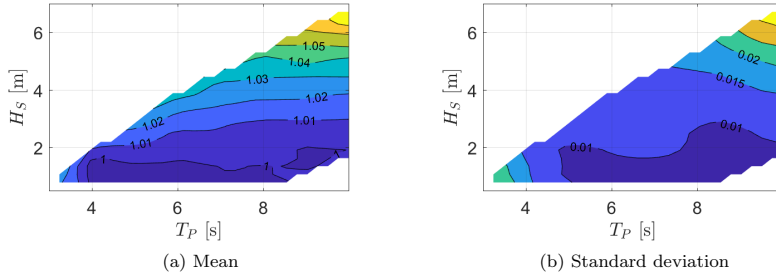 6
4
2
H_S [m]
1.05
1.04
1.03
1.02
1.02
1.01
1.01
1
1
4 6 8
T_P [s]
(a) Mean
6
4
2
H_S [m]
0.02
0.015
0.01
0.01
4 6 8
T_P [s]
(b) Standard deviation